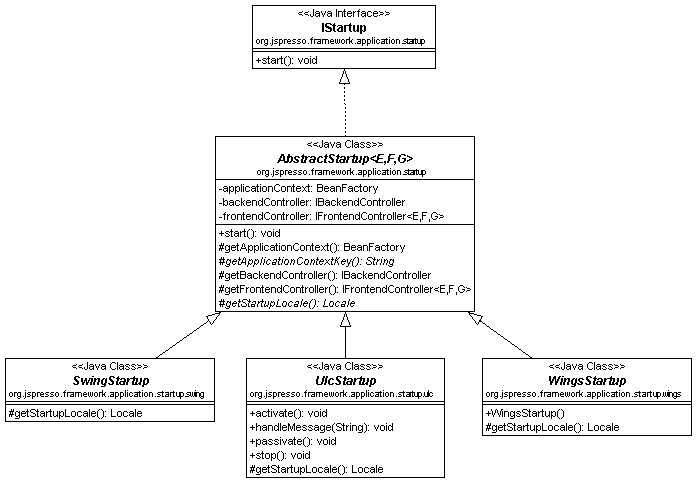 <<Java Interface>>
IStartup
org.jspresso.framework.application.startup
+start(): void
<<Java Class>>
AbstractStartup<E,F,G>
org.jspresso.framework.application.startup
-applicationContext: BeanFactory
-backendController: IBackendController
-frontendController: IFrontendController<E,F,G>
+start(): void
#getApplicationContext(): BeanFactory
#getApplicationContextKey(): String
#getBackendController(): IBackendController
#getFrontendController(): IFrontendController<E,F,G>
#getStartupLocale(): Locale
<<Java Class>>
SwingStartup
org.jspresso.framework.application.startup.swing
#getStartupLocale(): Locale
<<Java Class>>
UlcStartup
org.jspresso.framework.application.startup.ulc
+activate(): void
+handleMessage(String): void
+passivate(): void
+stop(): void
#getStartupLocale(): Locale
<<Java Class>>
WingsStartup
org.jspresso.framework.application.startup.wings
+WingsStartup()
#getStartupLocale(): Locale